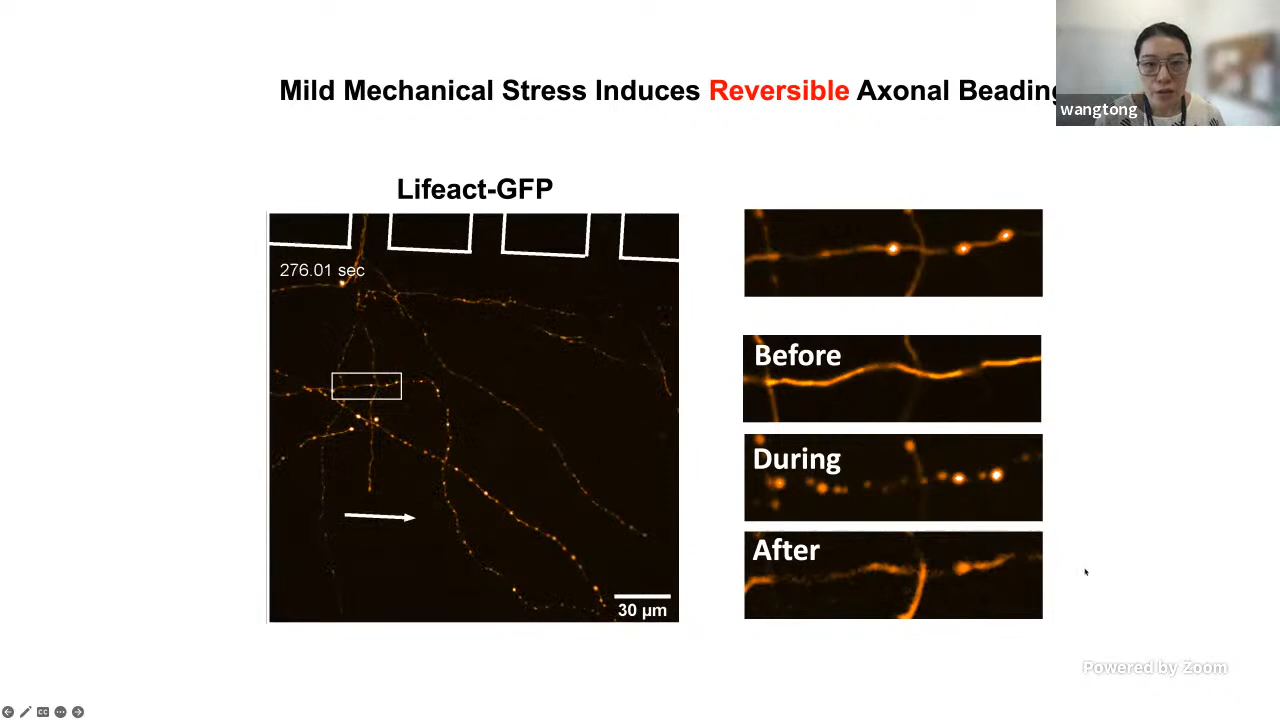 Mild Mechanical Stress Induces Reversible Axonal Beading
wangtong
Lifeact-GFP
276.01 sec
30 µm
Before
During
After
Powered by Zoom
CC